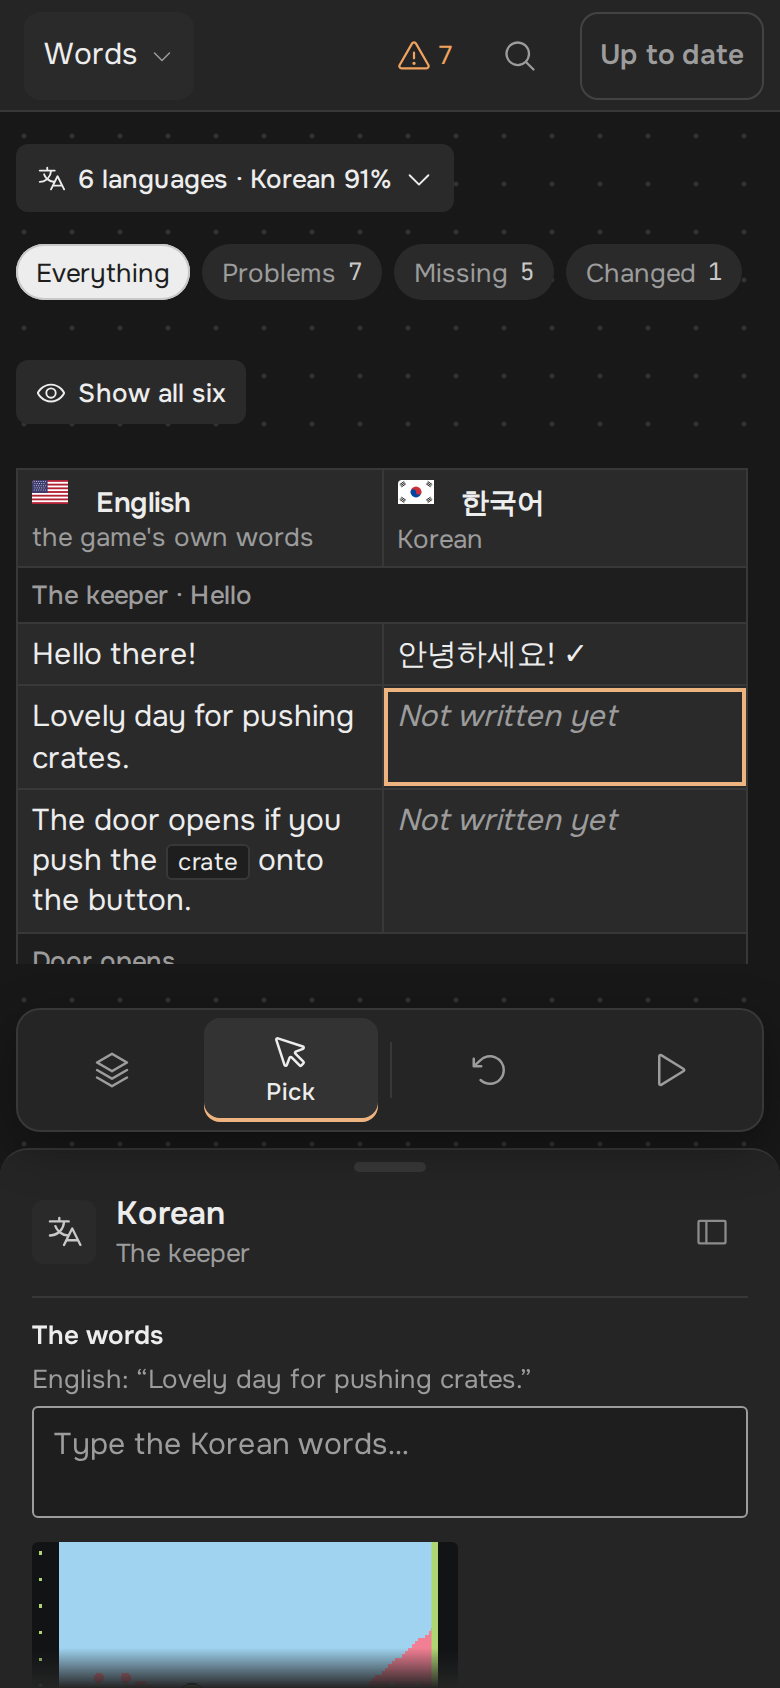 Words
7
Up to date
6 languages · Korean 91%
Everything
Problems 7
Missing 5
Changed 1
Show all six
English
the game's own words
한국어
Korean
The keeper · Hello
Hello there!
안녕하세요! ✓
Lovely day for pushing
crates.
Not written yet
The door opens if you
push the crate onto
the button.
Not written yet
Door opens
Pick
Korean
The keeper
The words
English: “Lovely day for pushing crates.”
Type the Korean words...